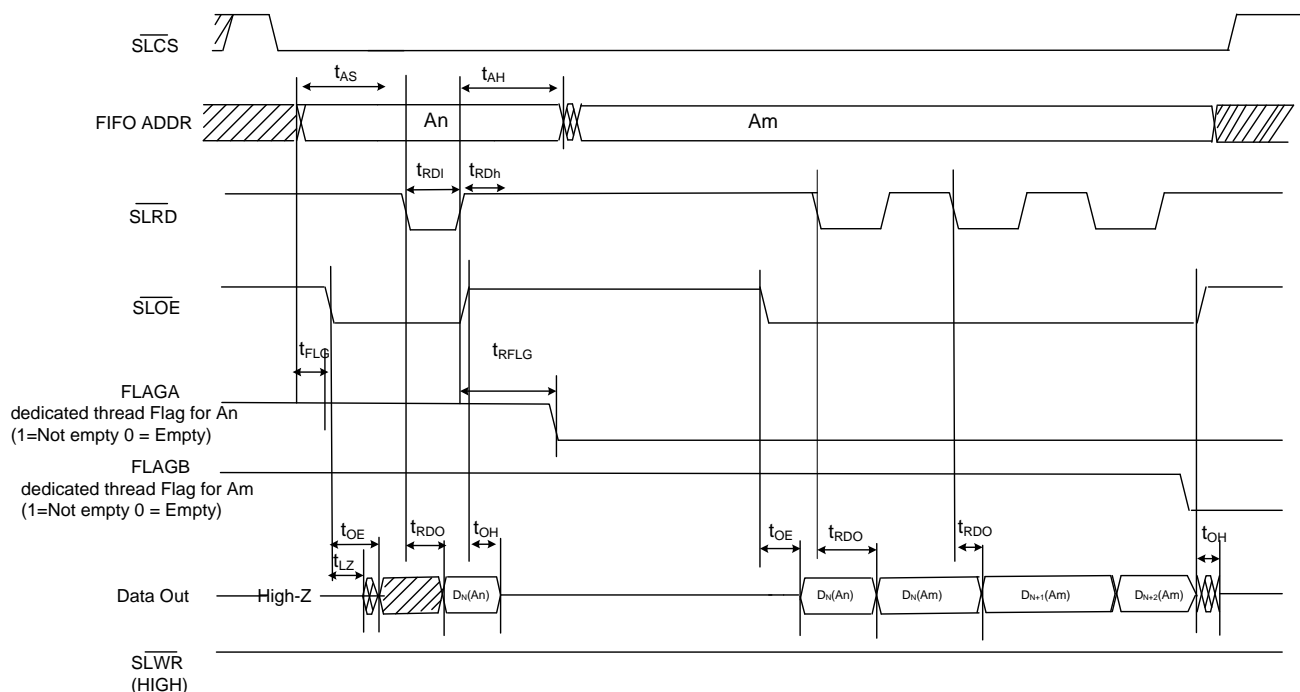 SLCS
tAS
tAH
FIFO ADDR
An
Am
tRDl
tRDh
SLRD
SLOE
tFLG
tRFLG
FLAGA
dedicated thread Flag for An
(1=Not empty 0 = Empty)
FLAGB
dedicated thread Flag for Am
(1=Not empty 0 = Empty)
tOE
tRDO
tOH
tOE
tRDO
tRDO
tOH
tLZ
Data Out
High-Z
DN(An)
DN(An)
DN(Am)
DN+1(Am)
DN+2(Am)
SLWR
(HIGH)